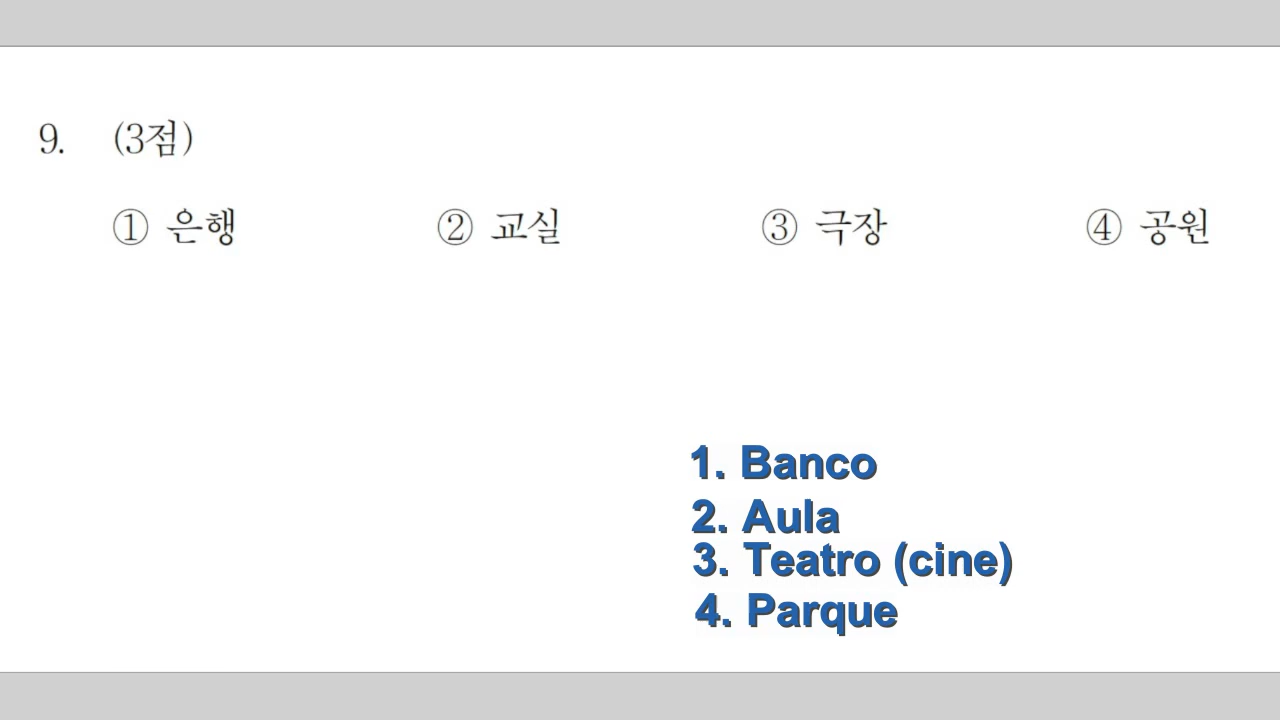 9. (3점)
① 은행 ② 교실 ③ 극장 ④ 공원
1. Banco
2. Aula
3. Teatro (cine)
4. Parque